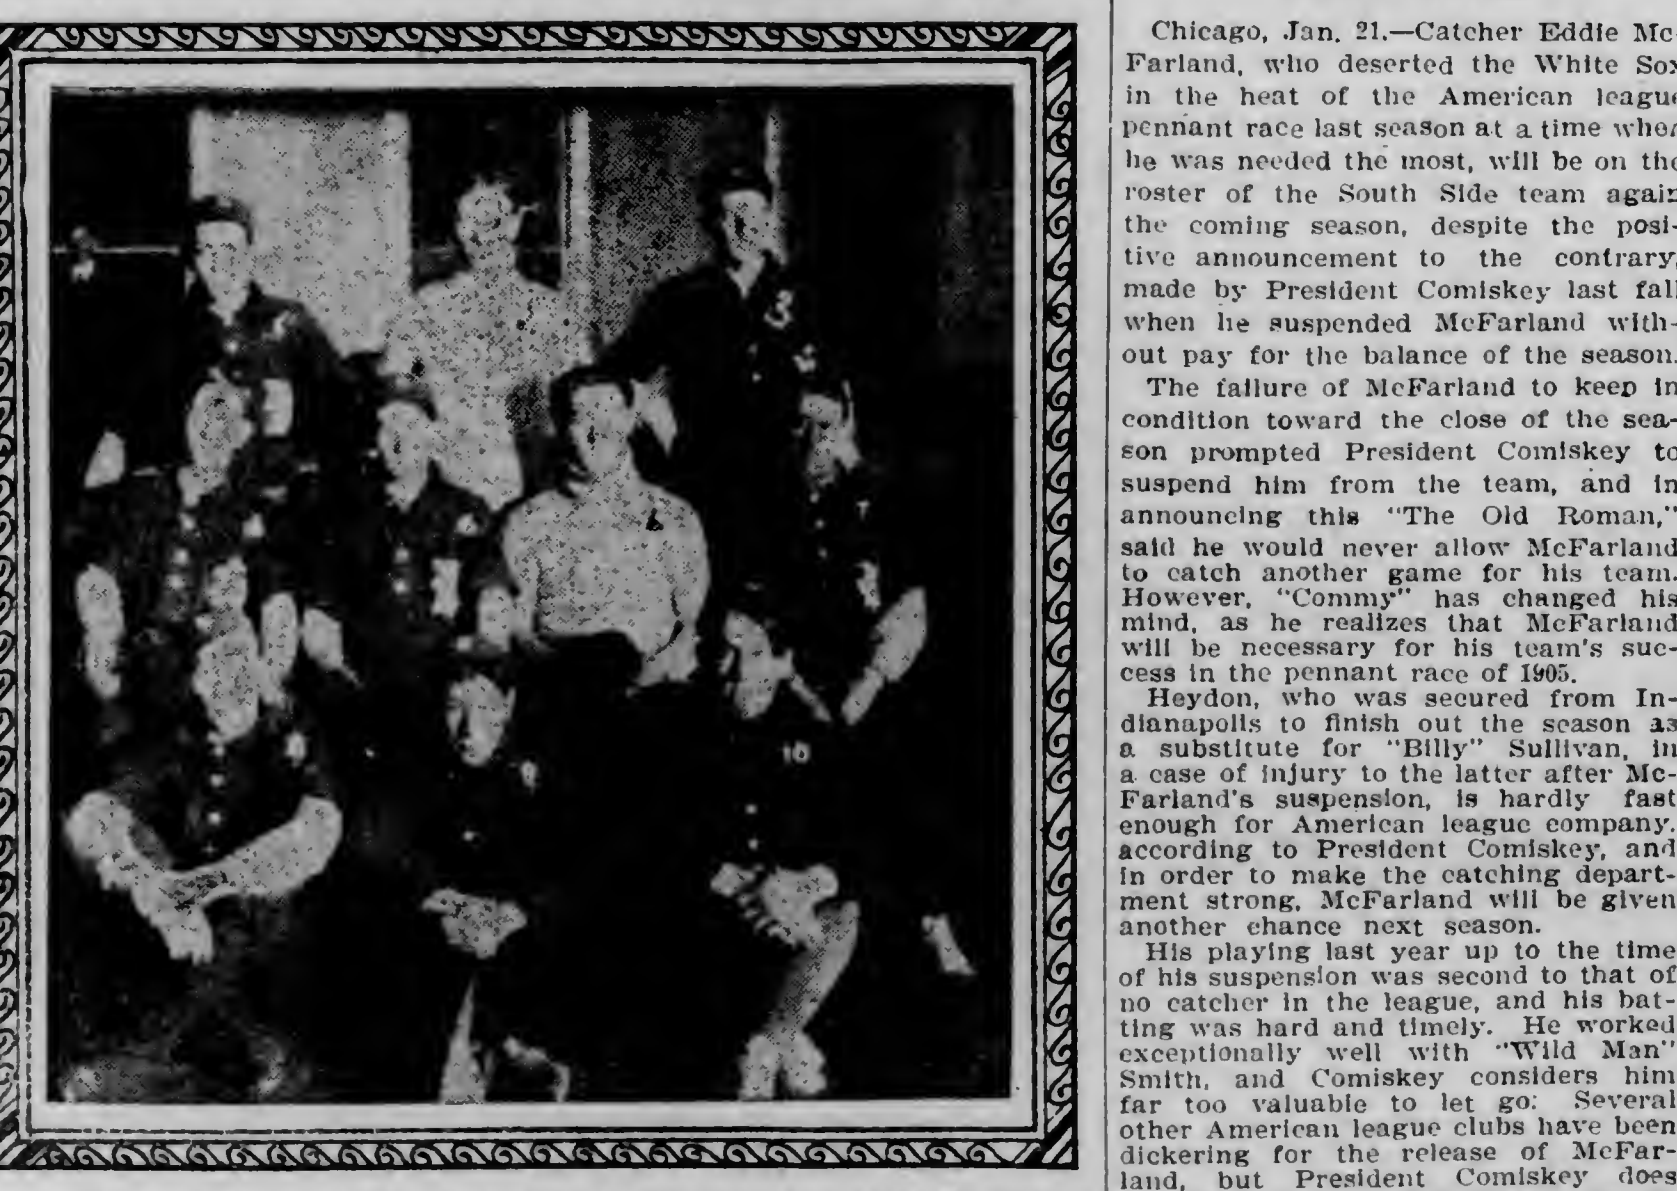 3
10
Chicago, Jan. 21.—Catcher Eddie Mc-
Farland, who deserted the White Sox
in the heat of the American league
pennant race last season at a time when
he was needed the most, will be on the
roster of the South Side team again
the coming season, despite the posi-
tive announcement to the contrary,
made by President Comiskey last fall
when he suspended McFarland with-
out pay for the balance of the season.
The failure of McFarland to keep in
condition toward the close of the sea-
son prompted President Comiskey to
suspend him from the team, and in
announcing this "The Old Roman,"
said he would never allow McFarland
to catch another game for his team.
However, "Commy" has changed his
mind, as he realizes that McFarland
will be necessary for his team's suc-
cess in the pennant race of 1905.
Heydon, who was secured from In-
dianapolis to finish out the season as
a substitute for "Billy" Sullivan, in
a case of injury to the latter after Mc-
Farland's suspension, is hardly fast
enough for American league company,
according to President Comiskey, and
in order to make the catching depart-
ment strong, McFarland will be given
another chance next season.
His playing last year up to the time
of his suspension was second to that of
no catcher in the league, and his bat-
ting was hard and timely. He worked
exceptionally well with "Wild Man"
Smith, and Comiskey considers him
far too valuable to let go: Several
other American league clubs have been
dickering for the release of McFar-
land, but President Comiskey does